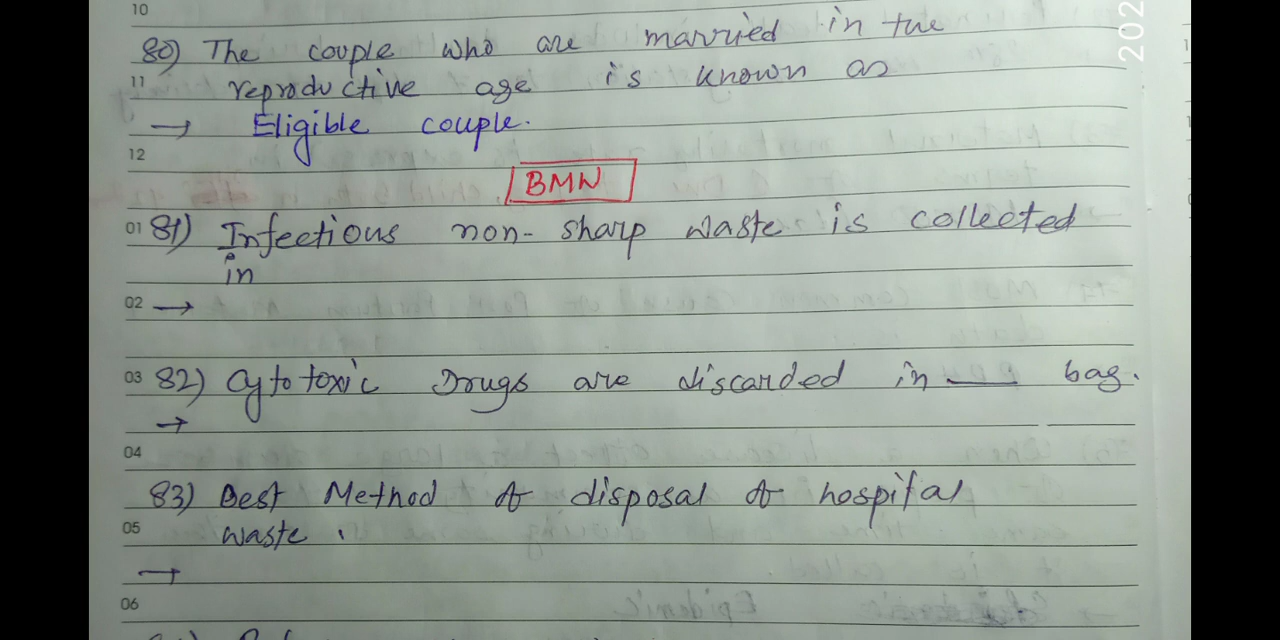 10
202
80) The couple who are married in the
11 reproductive age is known as
→ Eligible couple.
12
BMW
01 81) Infectious non-sharp waste is collected
in
02 →
03 82) Cytotoxic Drugs are discarded in ___ bag.
→
04
83) Best Method of disposal of hospital
05 waste.
→
06